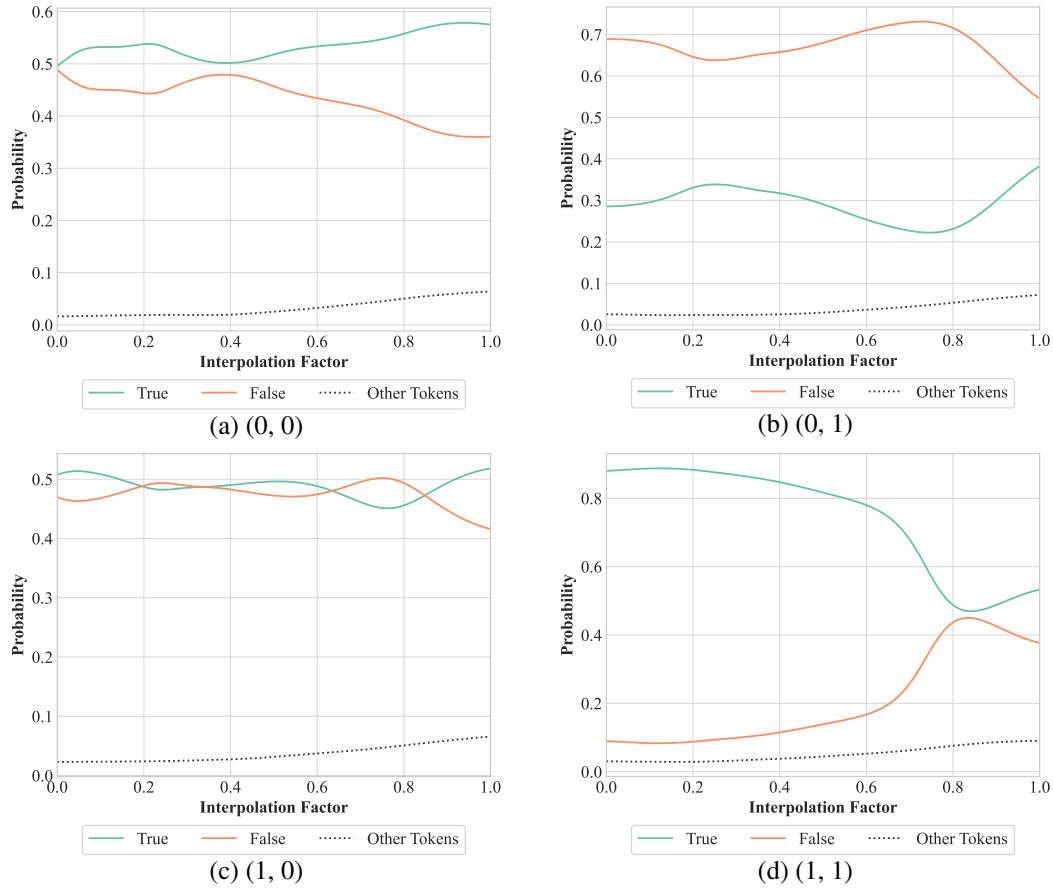 0.6
0.5
0.4
0.3
0.2
0.1
0.0
Probability
0.0 0.2 0.4 0.6 0.8 1.0
Interpolation Factor
True False Other Tokens
(a) (0, 0)
0.7
0.6
0.5
0.4
0.3
0.2
0.1
0.0
Probability
0.0 0.2 0.4 0.6 0.8 1.0
Interpolation Factor
True False Other Tokens
(b) (0, 1)
0.5
0.4
0.3
0.2
0.1
0.0
Probability
0.0 0.2 0.4 0.6 0.8 1.0
Interpolation Factor
True False Other Tokens
(c) (1, 0)
0.8
0.6
0.4
0.2
0.0
Probability
0.0 0.2 0.4 0.6 0.8 1.0
Interpolation Factor
True False Other Tokens
(d) (1, 1)